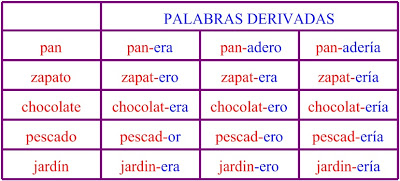 PALABRAS DERIVADAS
pan pan-era pan-adero pan-adería
zapato zapat-ero zapat-era zapat-ería
chocolate chocolat-era chocolat-ero chocolat-ería
pescado pescad-or pescad-ero pescad-ería
jardín jardin-era jardin-ero jardin-ería